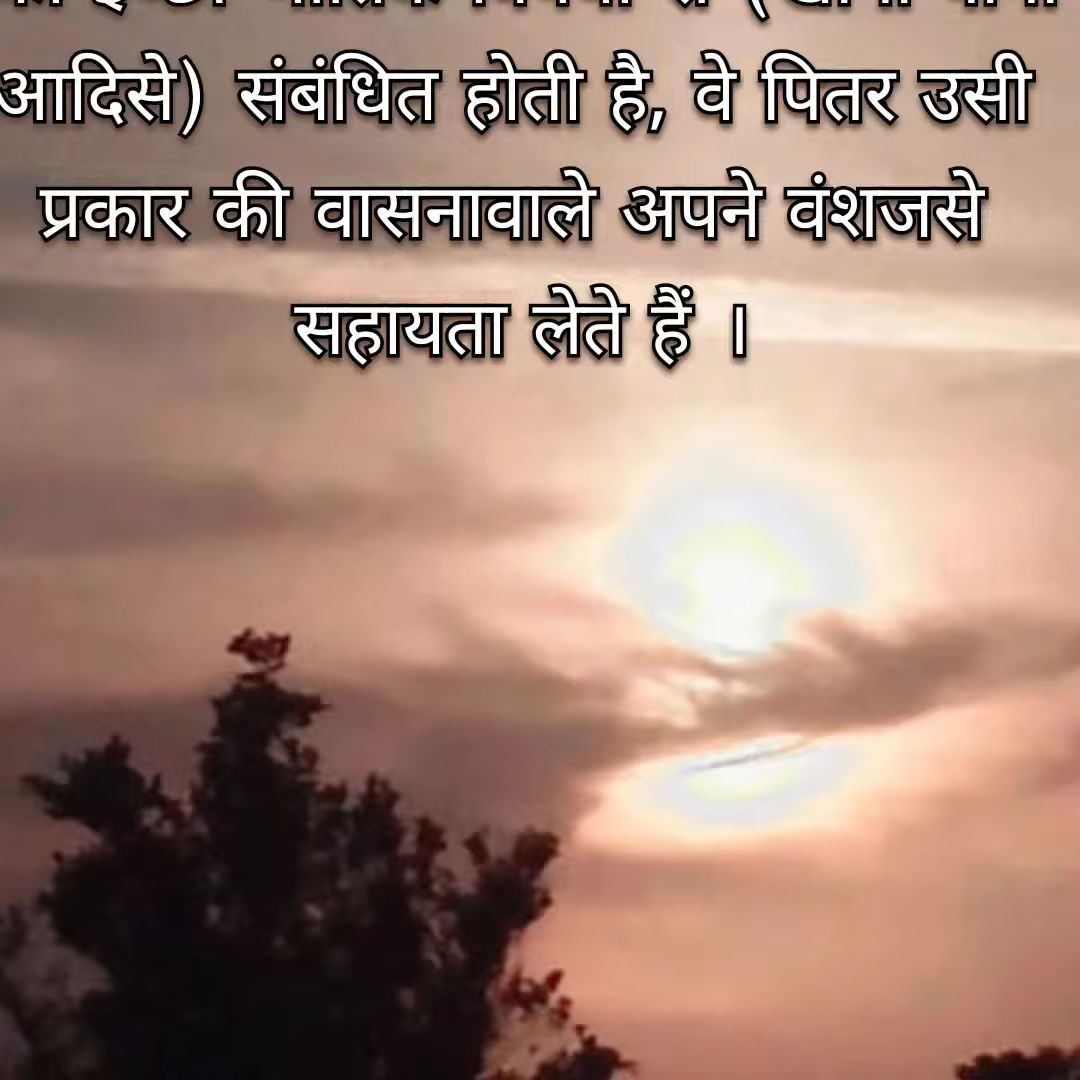 आदिसे) संबंधित होती है, वे पितर उसी
प्रकार की वासनावाले अपने वंशजसे
सहायता लेते हैं ।